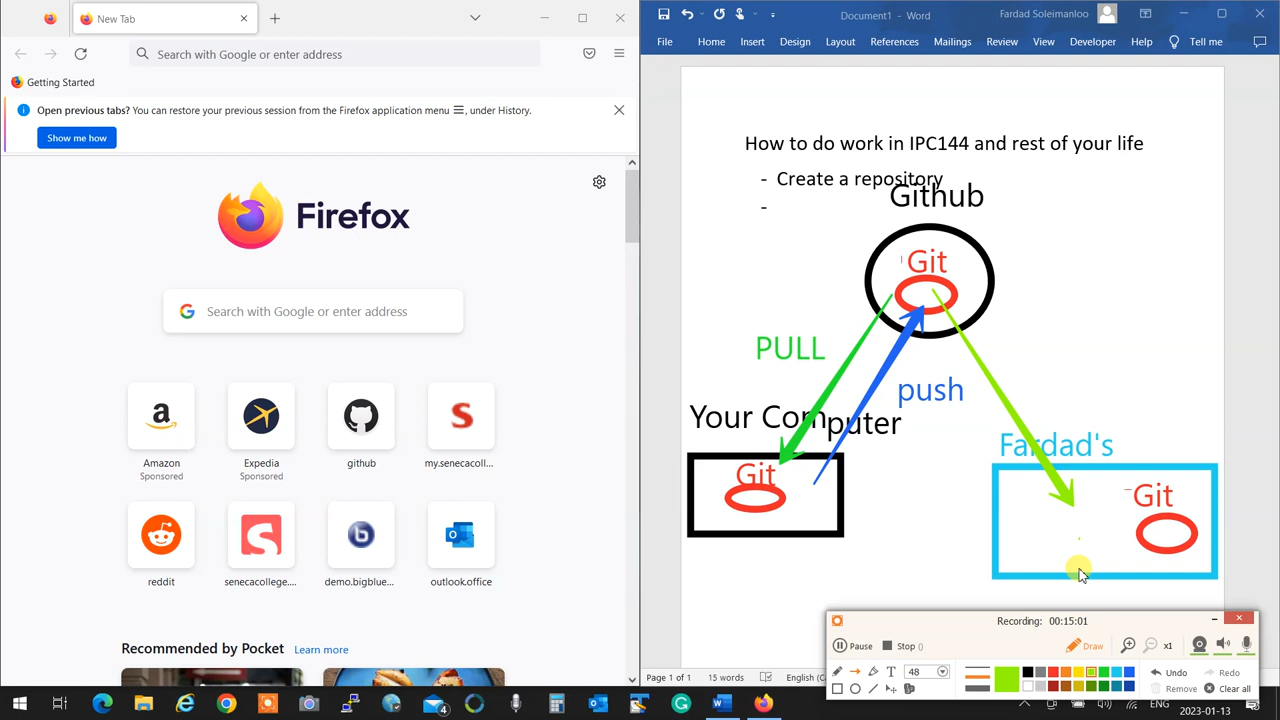 New Tab
Search with Google or enter address
Getting Started
Open previous tabs? You can restore your previous session from the Firefox application menu ☰, under History.
Show me how
Firefox
Search with Google or enter address
Amazon
Sponsored
Expedia
Sponsored
github
my.senecacoll...
reddit
senecacollege....
demo.bigblue...
outlook.office
Recommended by Pocket
Learn more
Document1 - Word
Fardad Soleimanloo
File Home Insert Design Layout References Mailings Review View Developer Help Tell me
How to do work in IPC144 and rest of your life
- Create a repository
-
Github
Git
PULL
push
Your Computer
Git
Fardad's
Git
Recording: 00:15:01
Pause Stop () Draw x1
T 48 Undo Redo
Remove Clear all
Page 1 of 1 15 words English (C
4 ENG
2023-01-13